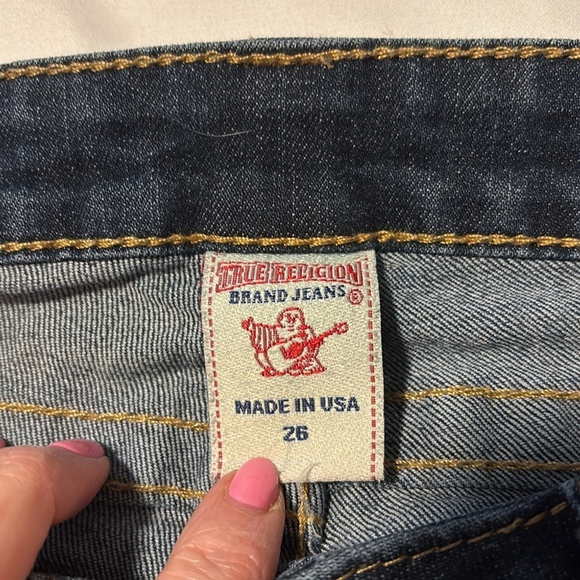 TRUE RELIGION
BRAND JEANS ®
MADE IN USA
26